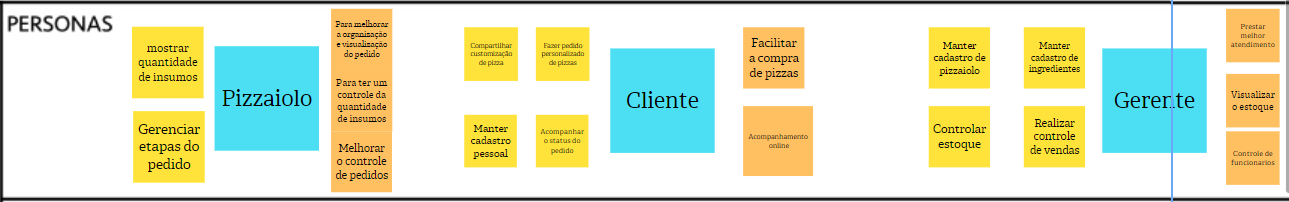 PERSONAS
mostrar
quantidade
de insumos
Gerenciar
etapas do
pedido
Pizzaiolo
Para melhorar
a organização
e visualização
do pedido
Para ter um
controle da
quantidade
de insumos
Melhorar
o controle
de pedidos
Compartilhar
customização
de pizza
Fazer pedido
personalizado
de pizzas
Manter
cadastro
pessoal
Acompanhar
o status do
pedido
Cliente
Facilitar
a compra
de pizzas
Acompanhamento
online
Manter
cadastro de
pizzaiolo
Manter
cadastro de
ingredientes
Controlar
estoque
Realizar
controle
de vendas
Gerente
Prestar
melhor
atendimento
Visualizar
o estoque
Controle de
funcionarios